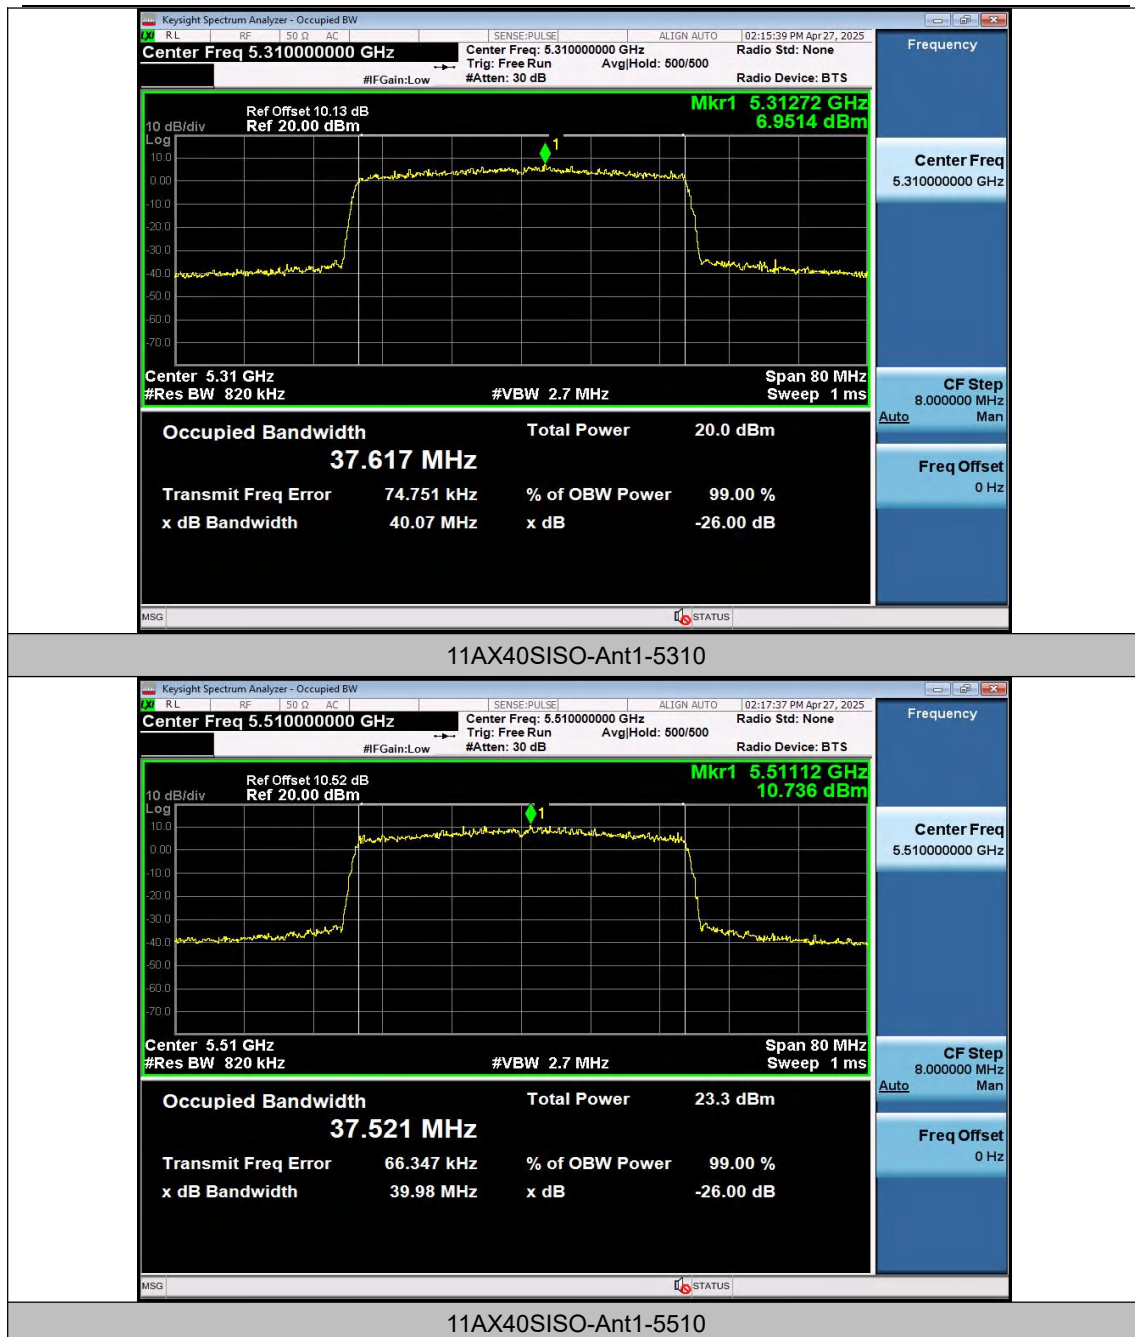 Keysight Spectrum Analyzer - Occupied BW
LXI RL RF 50 Ω AC SENSE:PULSE ALIGN AUTO 02:15:39 PM Apr 27, 2025
Center Freq 5.310000000 GHz Center Freq: 5.310000000 GHz Radio Std: None
Trig: Free Run Avg|Hold: 500/500
#IFGain:Low #Atten: 30 dB Radio Device: BTS
Frequency
Mkr1 5.31272 GHz
6.9514 dBm
Ref Offset 10.13 dB
10 dB/div Ref 20.00 dBm
Log
1
10.0
0.00
-10.0
-20.0
-30.0
-40.0
-50.0
-60.0
-70.0
Center 5.31 GHz Span 80 MHz
#Res BW 820 kHz #VBW 2.7 MHz Sweep 1 ms
Center Freq
5.310000000 GHz
CF Step
8.000000 MHz
Auto Man
Freq Offset
0 Hz
Occupied Bandwidth Total Power 20.0 dBm
37.617 MHz
Transmit Freq Error 74.751 kHz % of OBW Power 99.00 %
x dB Bandwidth 40.07 MHz x dB -26.00 dB
MSG STATUS
11AX40SISO-Ant1-5310
Keysight Spectrum Analyzer - Occupied BW
LXI RL RF 50 Ω AC SENSE:PULSE ALIGN AUTO 02:17:37 PM Apr 27, 2025
Center Freq 5.510000000 GHz Center Freq: 5.510000000 GHz Radio Std: None
Trig: Free Run Avg|Hold: 500/500
#IFGain:Low #Atten: 30 dB Radio Device: BTS
Frequency
Mkr1 5.51112 GHz
10.736 dBm
Ref Offset 10.52 dB
10 dB/div Ref 20.00 dBm
Log
1
10.0
0.00
-10.0
-20.0
-30.0
-40.0
-50.0
-60.0
-70.0
Center 5.51 GHz Span 80 MHz
#Res BW 820 kHz #VBW 2.7 MHz Sweep 1 ms
Center Freq
5.510000000 GHz
CF Step
8.000000 MHz
Auto Man
Freq Offset
0 Hz
Occupied Bandwidth Total Power 23.3 dBm
37.521 MHz
Transmit Freq Error 66.347 kHz % of OBW Power 99.00 %
x dB Bandwidth 39.98 MHz x dB -26.00 dB
MSG STATUS
11AX40SISO-Ant1-5510